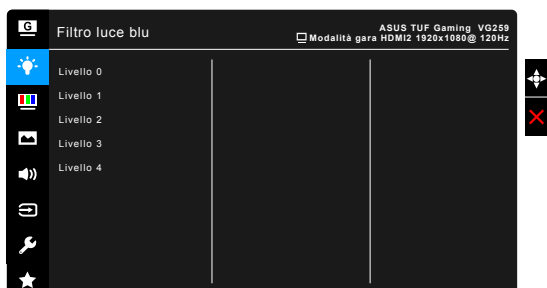 G
Filtro luce blu
ASUS TUF Gaming VG259
Modalità gara HDMI2 1920x1080@ 120Hz
Livello 0
Livello 1
Livello 2
Livello 3
Livello 4